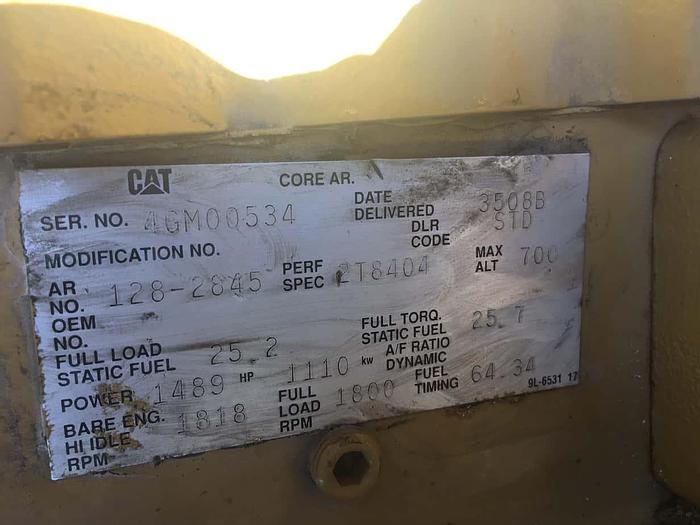 CAT CORE AR.
SER. NO. 4GM00534 DATE DELIVERED 3508B
MODIFICATION NO. DLR CODE STD
AR NO. 128-2845 PERF SPEC 2T8404 MAX ALT 700
OEM NO.
FULL LOAD STATIC FUEL 25.2 FULL TORQ. STATIC FUEL 25.7
A/F RATIO DYNAMIC
POWER 1489 HP 1110 kw FUEL TIMING 64.34
BARE ENG. HI IDLE RPM 1818 FULL LOAD RPM 1800
9L-6531 17